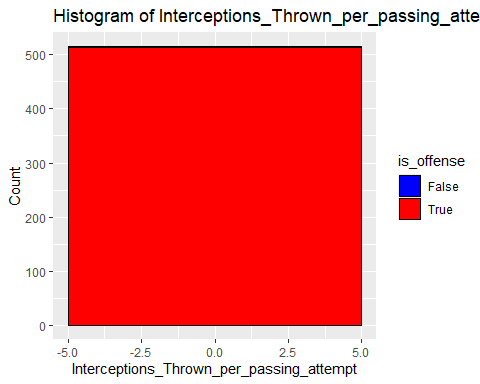 Histogram of Interceptions_Thrown_per_passing_atte
Count
500
400
300
200
100
0
-5.0 -2.5 0.0 2.5 5.0
Interceptions_Thrown_per_passing_attempt
is_offense
False
True